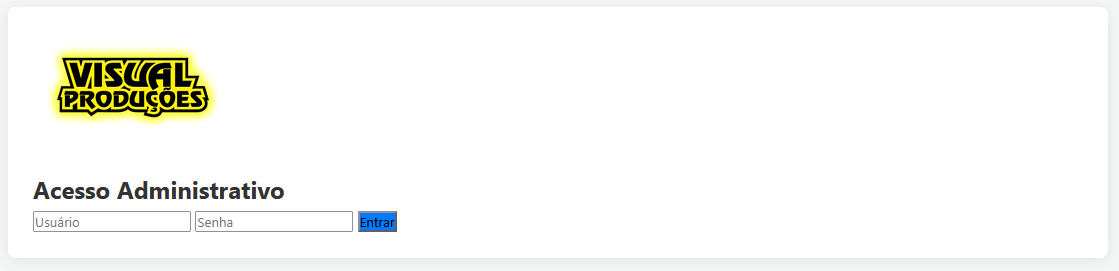 VISUAL
PRODUÇÕES
Acesso Administrativo
Usuário Senha Entrar